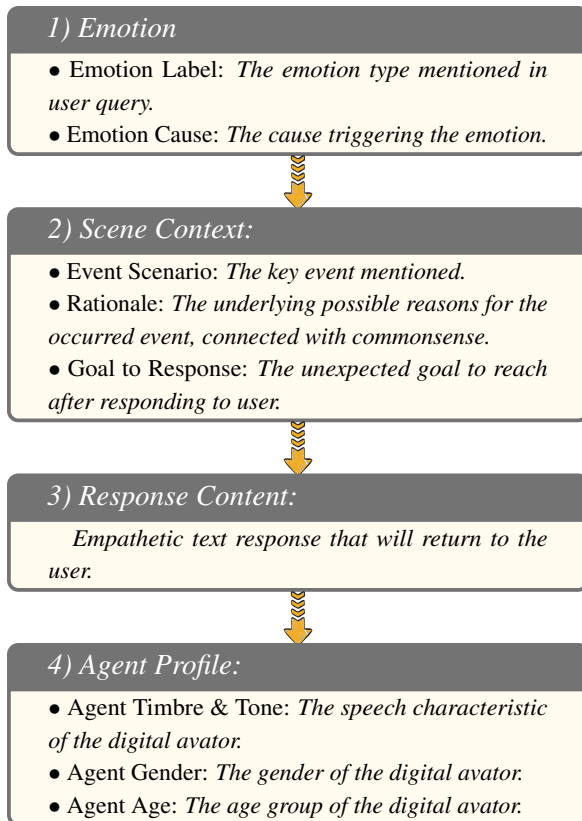 1) Emotion
• Emotion Label: The emotion type mentioned in
user query.
• Emotion Cause: The cause triggering the emotion.
2) Scene Context:
• Event Scenario: The key event mentioned.
• Rationale: The underlying possible reasons for the
occurred event, connected with commonsense.
• Goal to Response: The unexpected goal to reach
after responding to user.
3) Response Content:
Empathetic text response that will return to the
user.
4) Agent Profile:
• Agent Timbre & Tone: The speech characteristic
of the digital avator.
• Agent Gender: The gender of the digital avator.
• Agent Age: The age group of the digital avator.